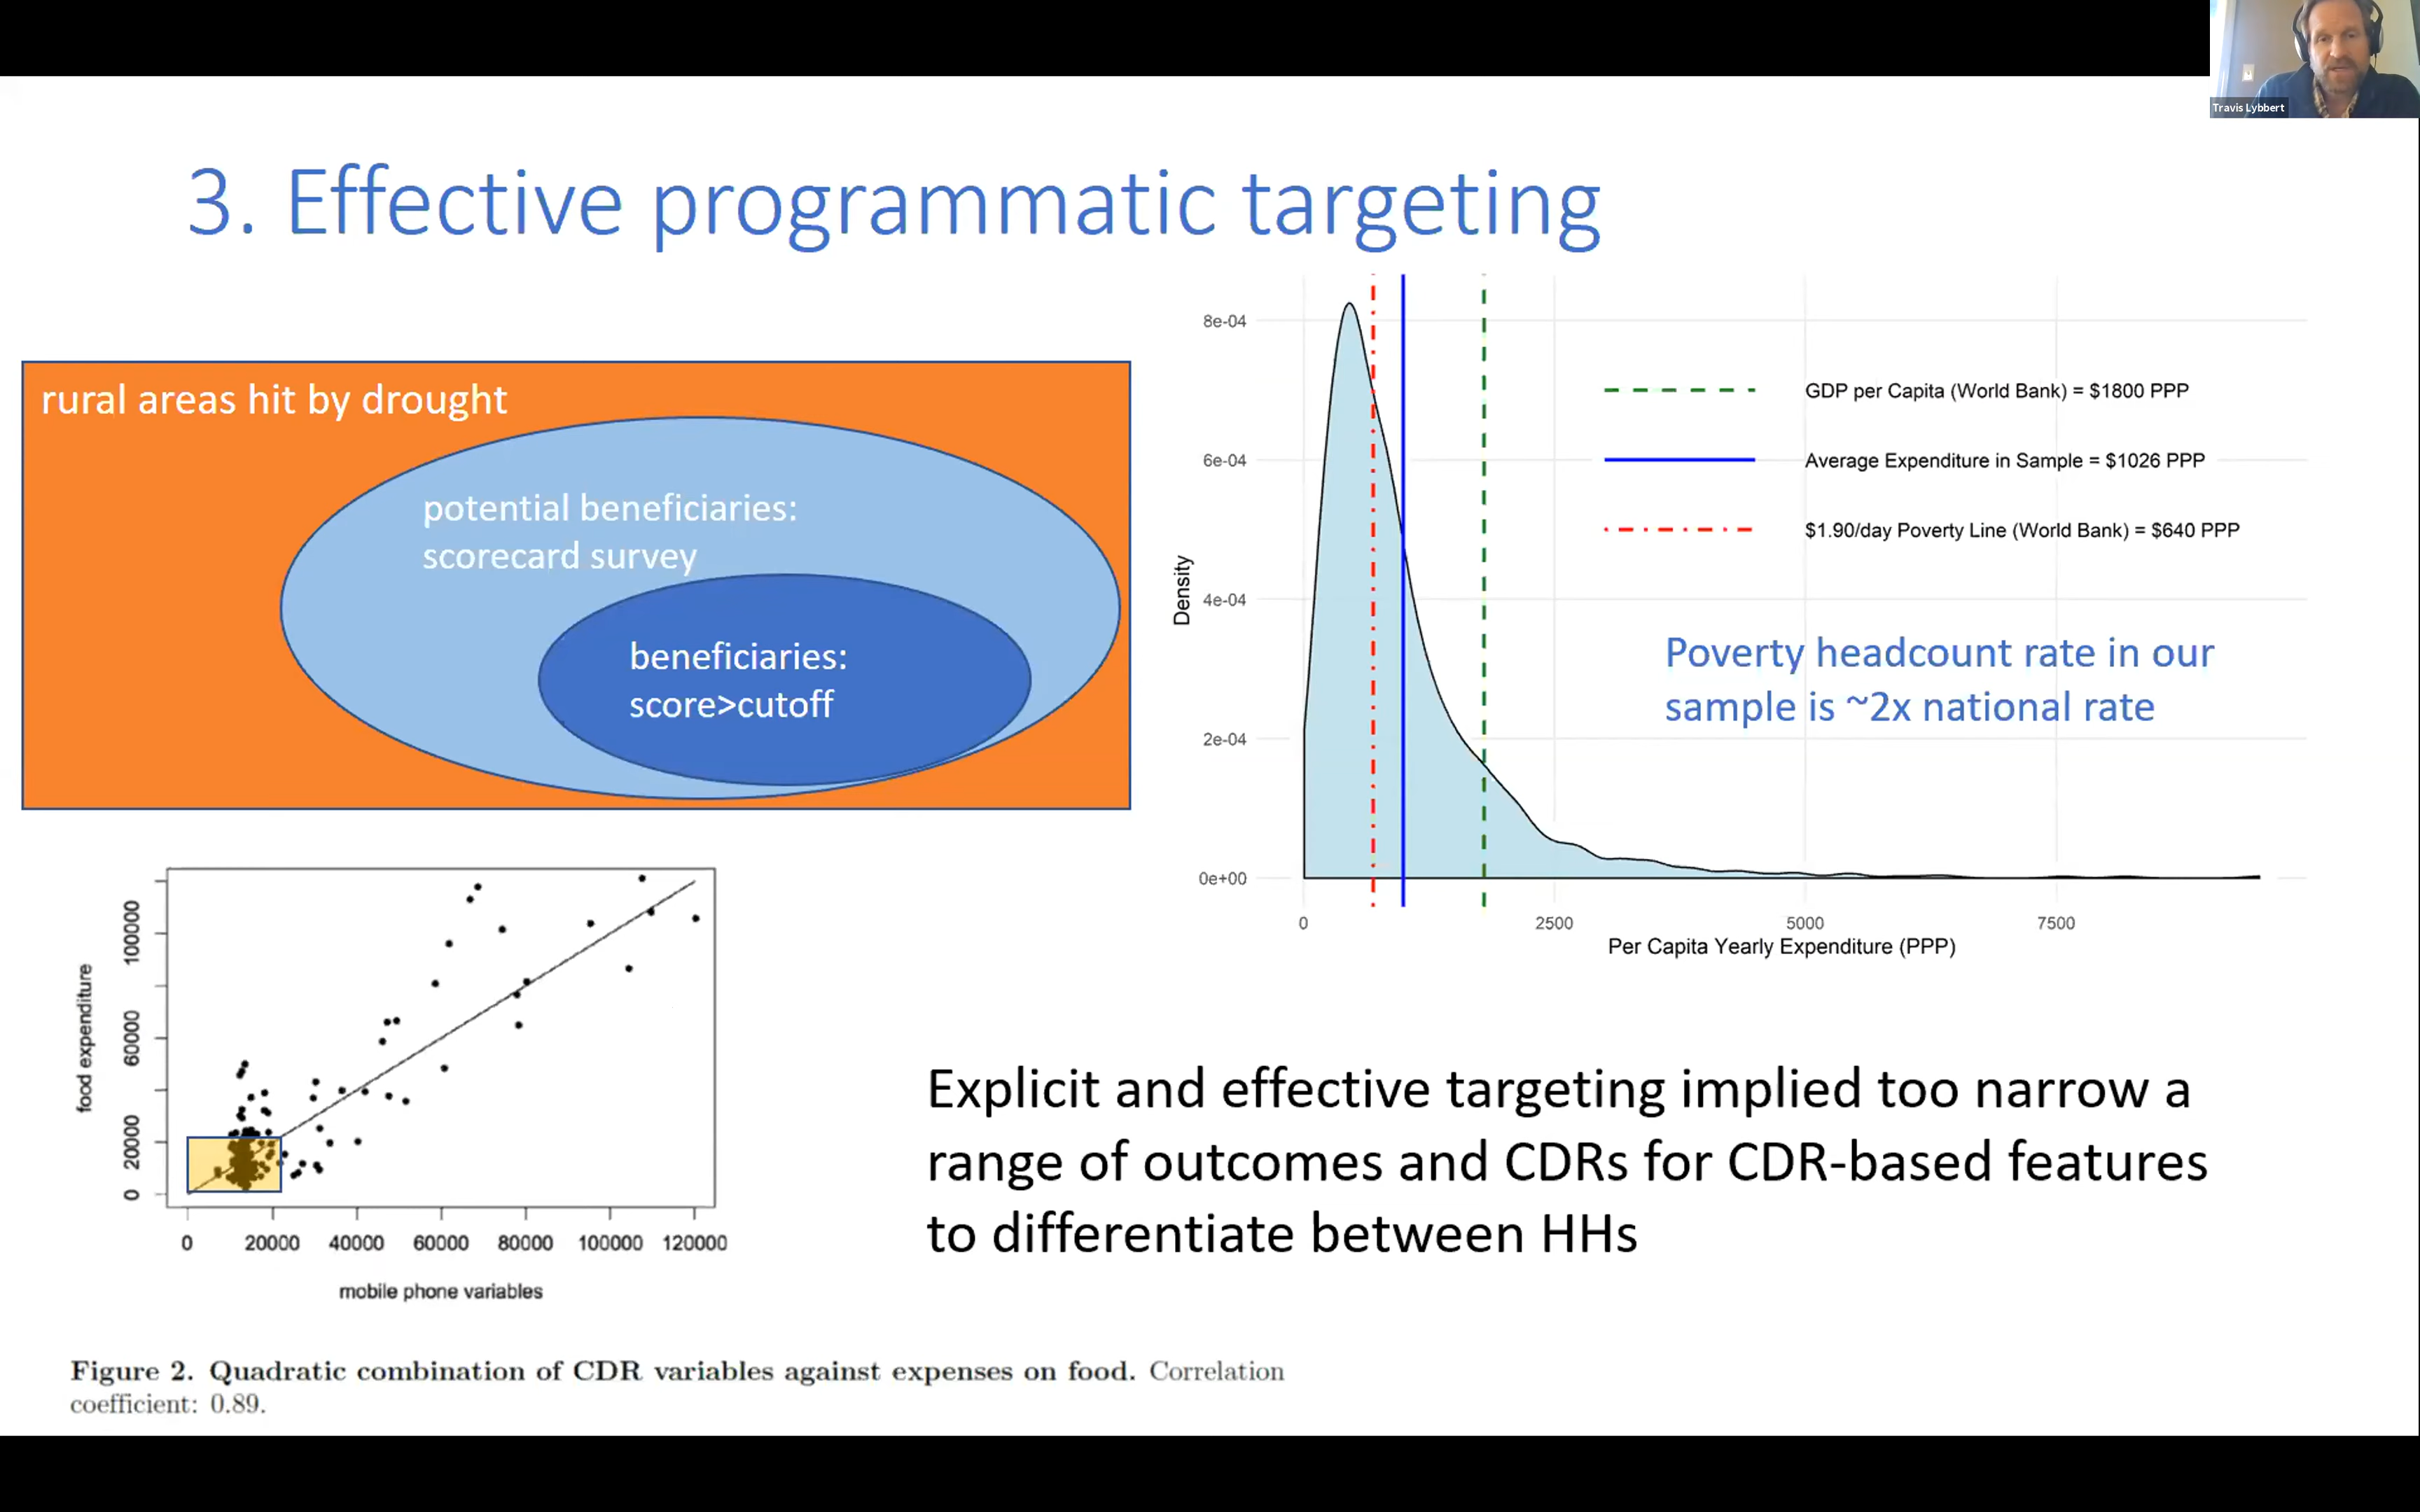 Travis Lybbert
3. Effective programmatic targeting
rural areas hit by drought
potential beneficiaries:
scorecard survey
beneficiaries:
score>cutoff
8e-04
6e-04
4e-04
2e-04
0e+00
Density
0
2500
5000
7500
Per Capita Yearly Expenditure (PPP)
GDP per Capita (World Bank) = $1800 PPP
Average Expenditure in Sample = $1026 PPP
$1.90/day Poverty Line (World Bank) = $640 PPP
Poverty headcount rate in our
sample is ~2x national rate
food expenditure
100000
60000
20000
0
0
20000
40000
60000
80000
100000
120000
mobile phone variables
Explicit and effective targeting implied too narrow a
range of outcomes and CDRs for CDR-based features
to differentiate between HHs
Figure 2. Quadratic combination of CDR variables against expenses on food. Correlation
coefficient: 0.89.